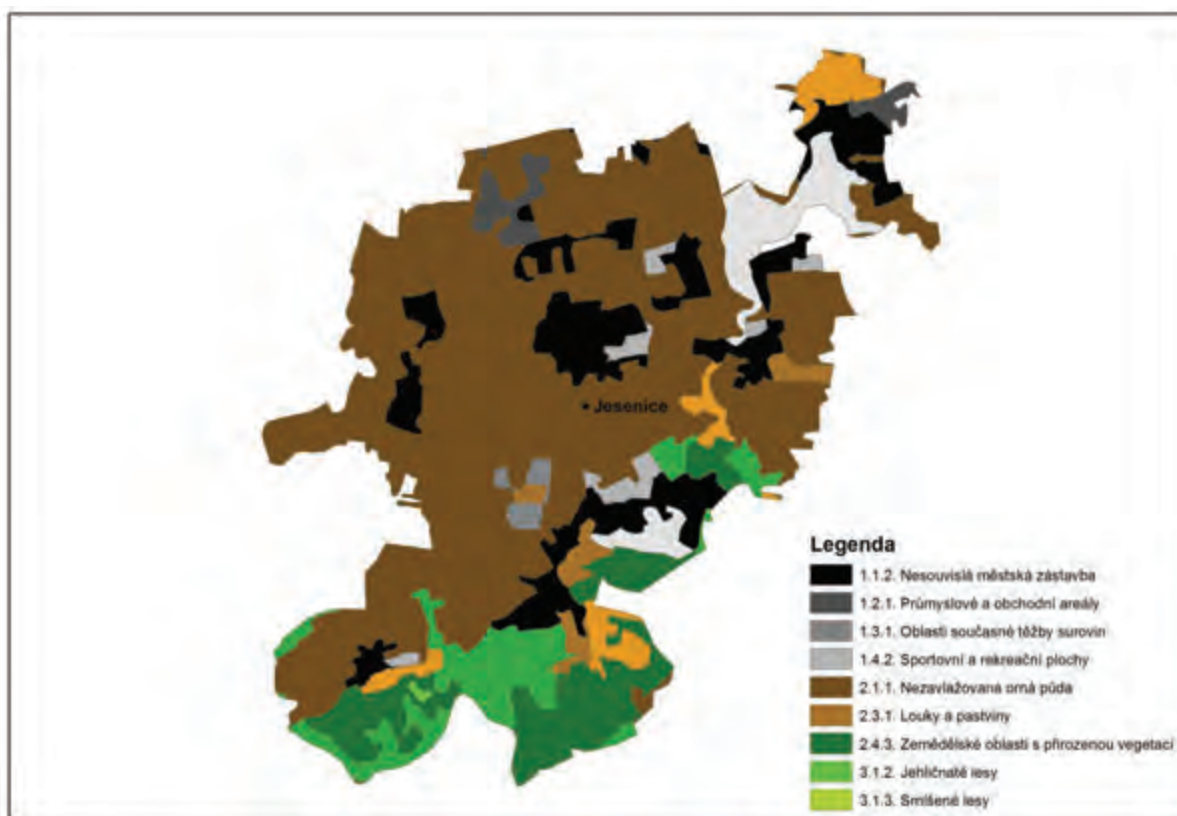 Jesenice
Legenda
1.1.2. Nesouvislá městská zástavba
1.2.1. Průmyslové a obchodní areály
1.3.1. Oblasti současné těžby surovin
1.4.2. Sportovní a rekreační plochy
2.1.1. Nezavlažovaná orná půda
2.3.1. Louky a pastviny
2.4.3. Zemědělské oblasti s přirozenou vegetací
3.1.2. Jehličnaté lesy
3.1.3. Smíšené lesy